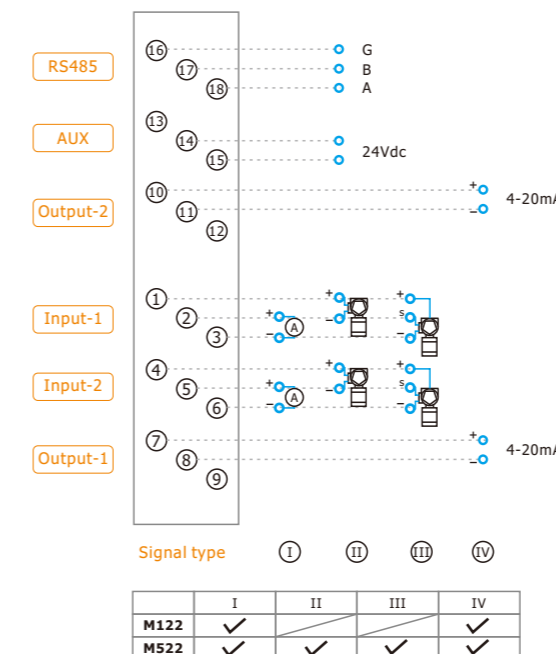 16 G
RS485 17 B
18 A
13
AUX 14
15 24Vdc
10 + 4-20mA
Output-2 11 −
12
1 + +
Input-1 2 + − s
3 − A −
4 + +
Input-2 5 + − s
6 − A −
7 + 4-20mA
Output-1 8 −
9
Signal type I II III IV
I II III IV
M122 ✓ ✓
M522 ✓ ✓ ✓ ✓